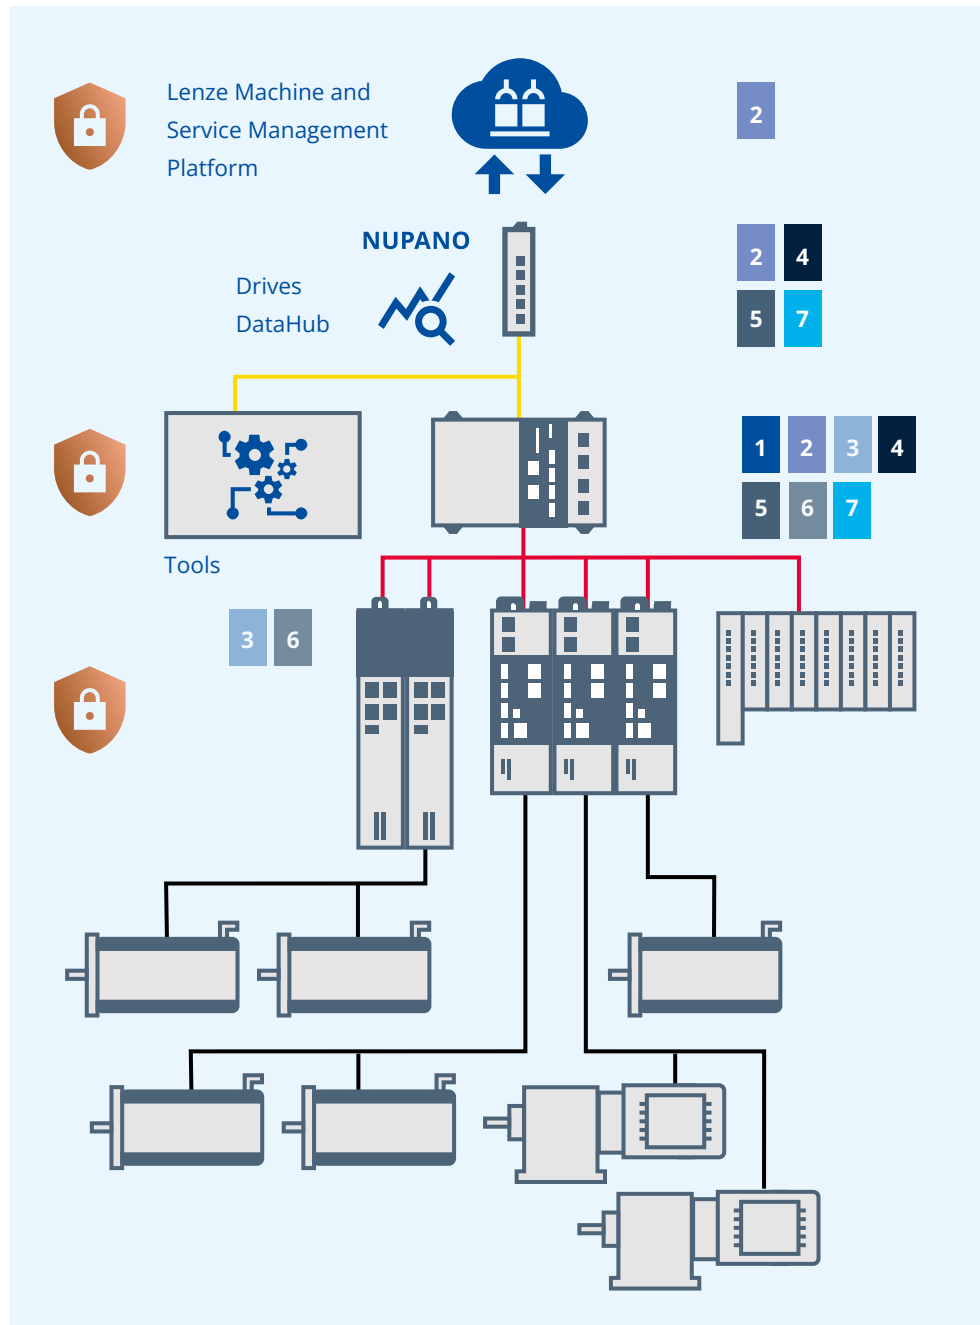 Lenze Machine and
Service Management
Platform
2
NUPANO
Drives
DataHub
2 4
5 7
1 2 3 4
5 6 7
Tools
3 6